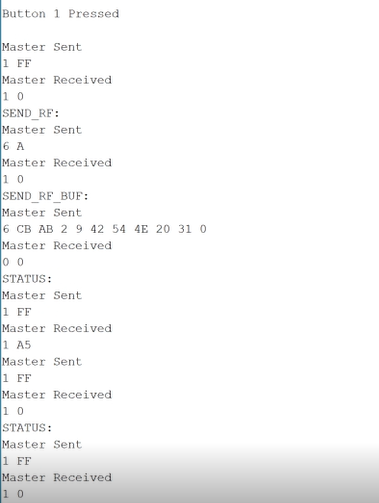 Button 1 Pressed
Master Sent
1 FF
Master Received
1 0
SEND_RF:
Master Sent
6 A
Master Received
1 0
SEND_RF_BUF:
Master Sent
6 CB AB 2 9 42 54 4E 20 31 0
Master Received
0 0
STATUS:
Master Sent
1 FF
Master Received
1 A5
Master Sent
1 FF
Master Received
1 0
STATUS:
Master Sent
1 FF
Master Received
1 0